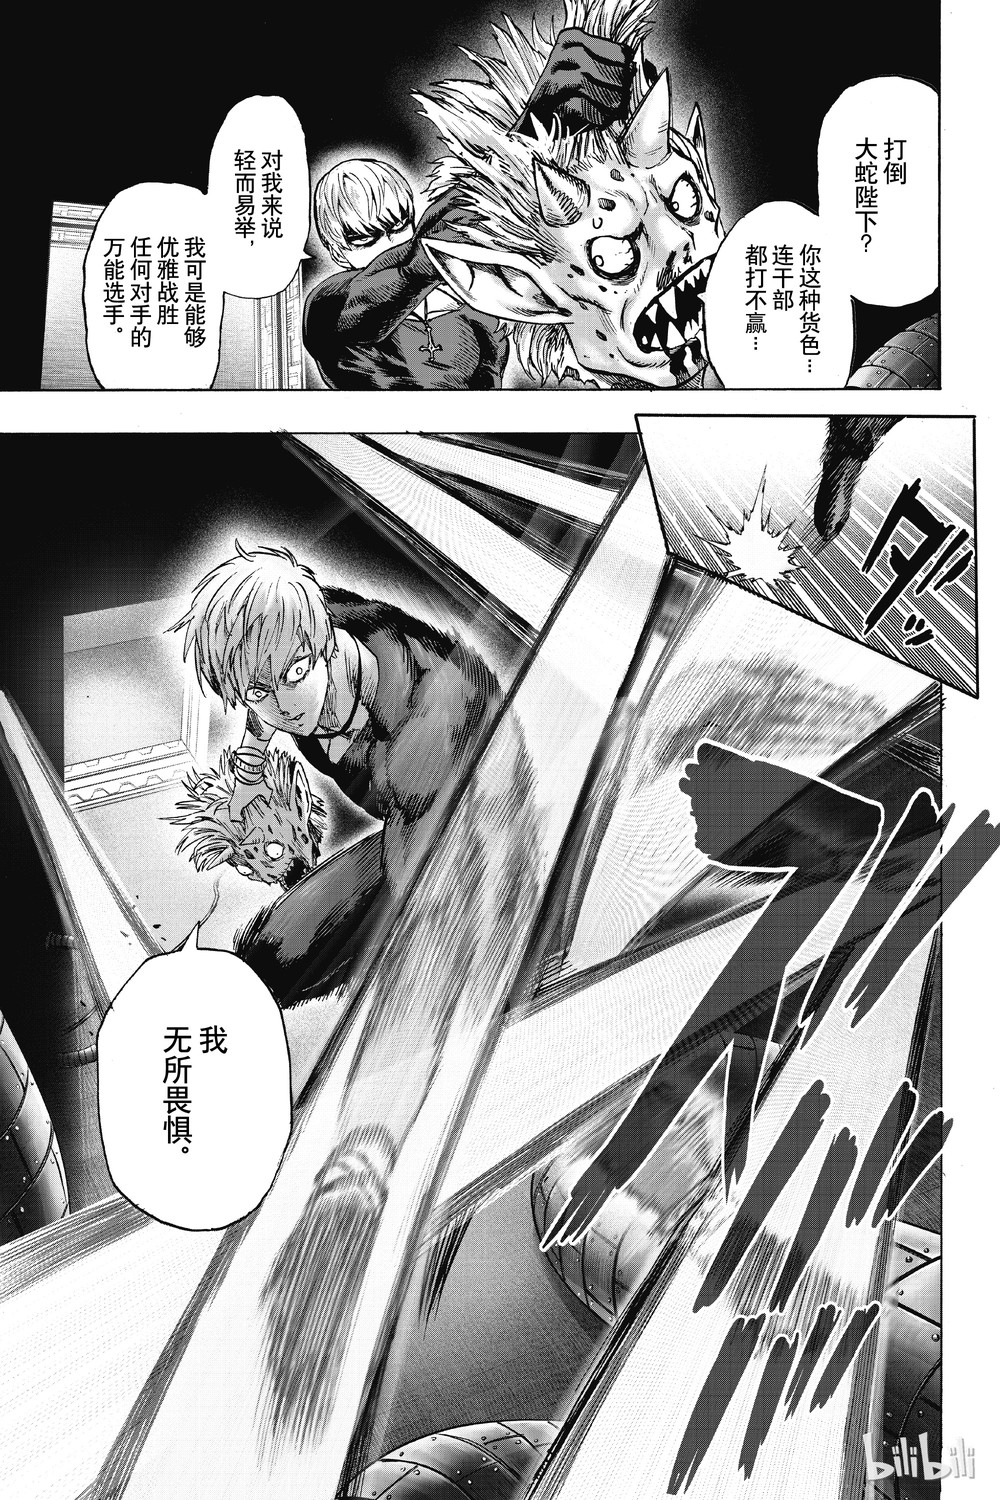 打倒
大蛇陛下？
你这种货色…
连干部
都打不赢…
对我来说
轻而易举，
我可是能够
优雅战胜
任何对手的
万能选手。
ダッ
我
无所畏惧。
bilibili